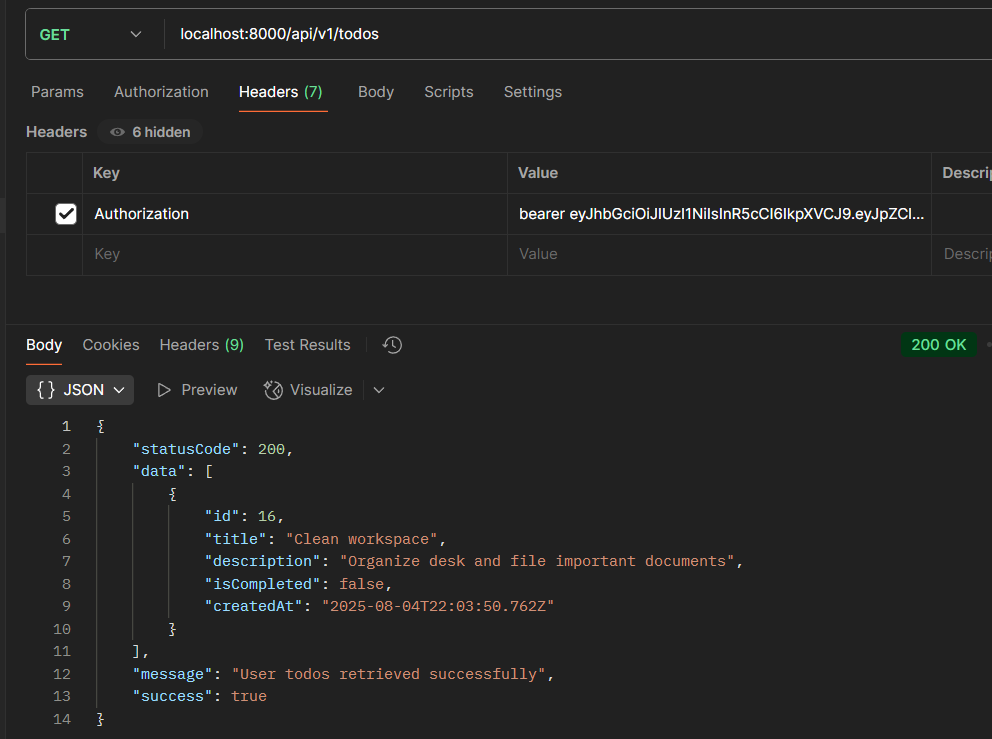 GET localhost:8000/api/v1/todos
Params Authorization Headers (7) Body Scripts Settings
Headers 6 hidden
Key Value Descrip
Authorization bearer eyJhbGciOiJIUzI1NiIsInR5cCI6IkpXVCJ9.eyJpZCI...
Key Value Descrip
Body Cookies Headers (9) Test Results 200 OK
{} JSON Preview Visualize
1 {
2 "statusCode": 200,
3 "data": [
4 {
5 "id": 16,
6 "title": "Clean workspace",
7 "description": "Organize desk and file important documents",
8 "isCompleted": false,
9 "createdAt": "2025-08-04T22:03:50.762Z"
10 }
11 ],
12 "message": "User todos retrieved successfully",
13 "success": true
14 }